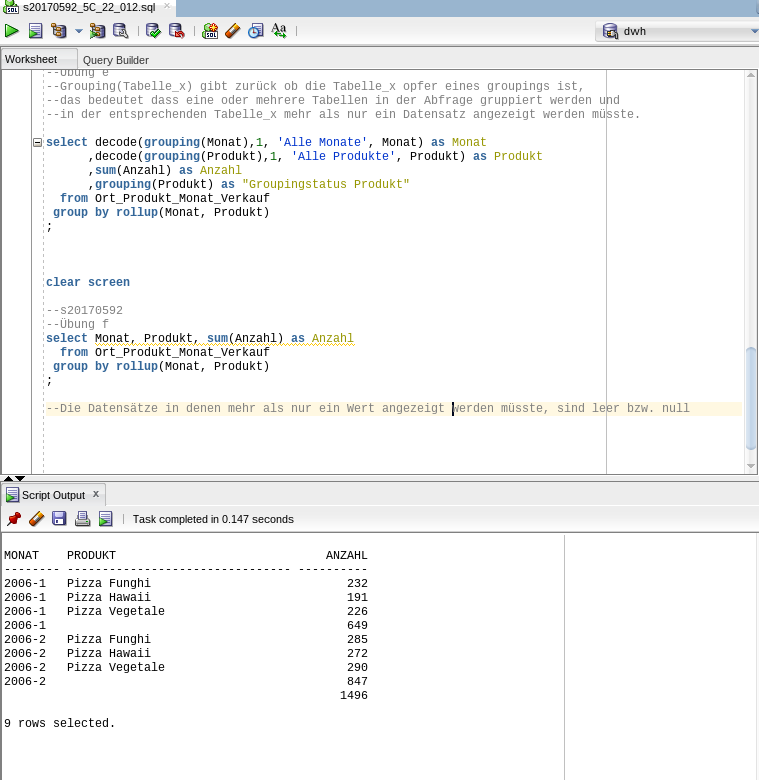 s20170592_5C_22_012.sql
dwh
Worksheet Query Builder
--Übung e
--Grouping(Tabelle_x) gibt zurück ob die Tabelle_x opfer eines groupings ist,
--das bedeutet dass eine oder mehrere Tabellen in der Abfrage gruppiert werden und
--in der entsprechenden Tabelle_x mehr als nur ein Datensatz angezeigt werden müsste.
select decode(grouping(Monat),1, 'Alle Monate', Monat) as Monat
,decode(grouping(Produkt),1, 'Alle Produkte', Produkt) as Produkt
,sum(Anzahl) as Anzahl
,grouping(Produkt) as "Groupingstatus Produkt"
from Ort_Produkt_Monat_Verkauf
group by rollup(Monat, Produkt)
;
clear screen
--s20170592
--Übung f
select Monat, Produkt, sum(Anzahl) as Anzahl
from Ort_Produkt_Monat_Verkauf
group by rollup(Monat, Produkt)
;
--Die Datensätze in denen mehr als nur ein Wert angezeigt werden müsste, sind leer bzw. null
Script Output x
Task completed in 0.147 seconds
MONAT PRODUKT ANZAHL
-------- -------------------------------- ----------
2006-1 Pizza Funghi 232
2006-1 Pizza Hawaii 191
2006-1 Pizza Vegetale 226
2006-1 649
2006-2 Pizza Funghi 285
2006-2 Pizza Hawaii 272
2006-2 Pizza Vegetale 290
2006-2 847
1496
9 rows selected.